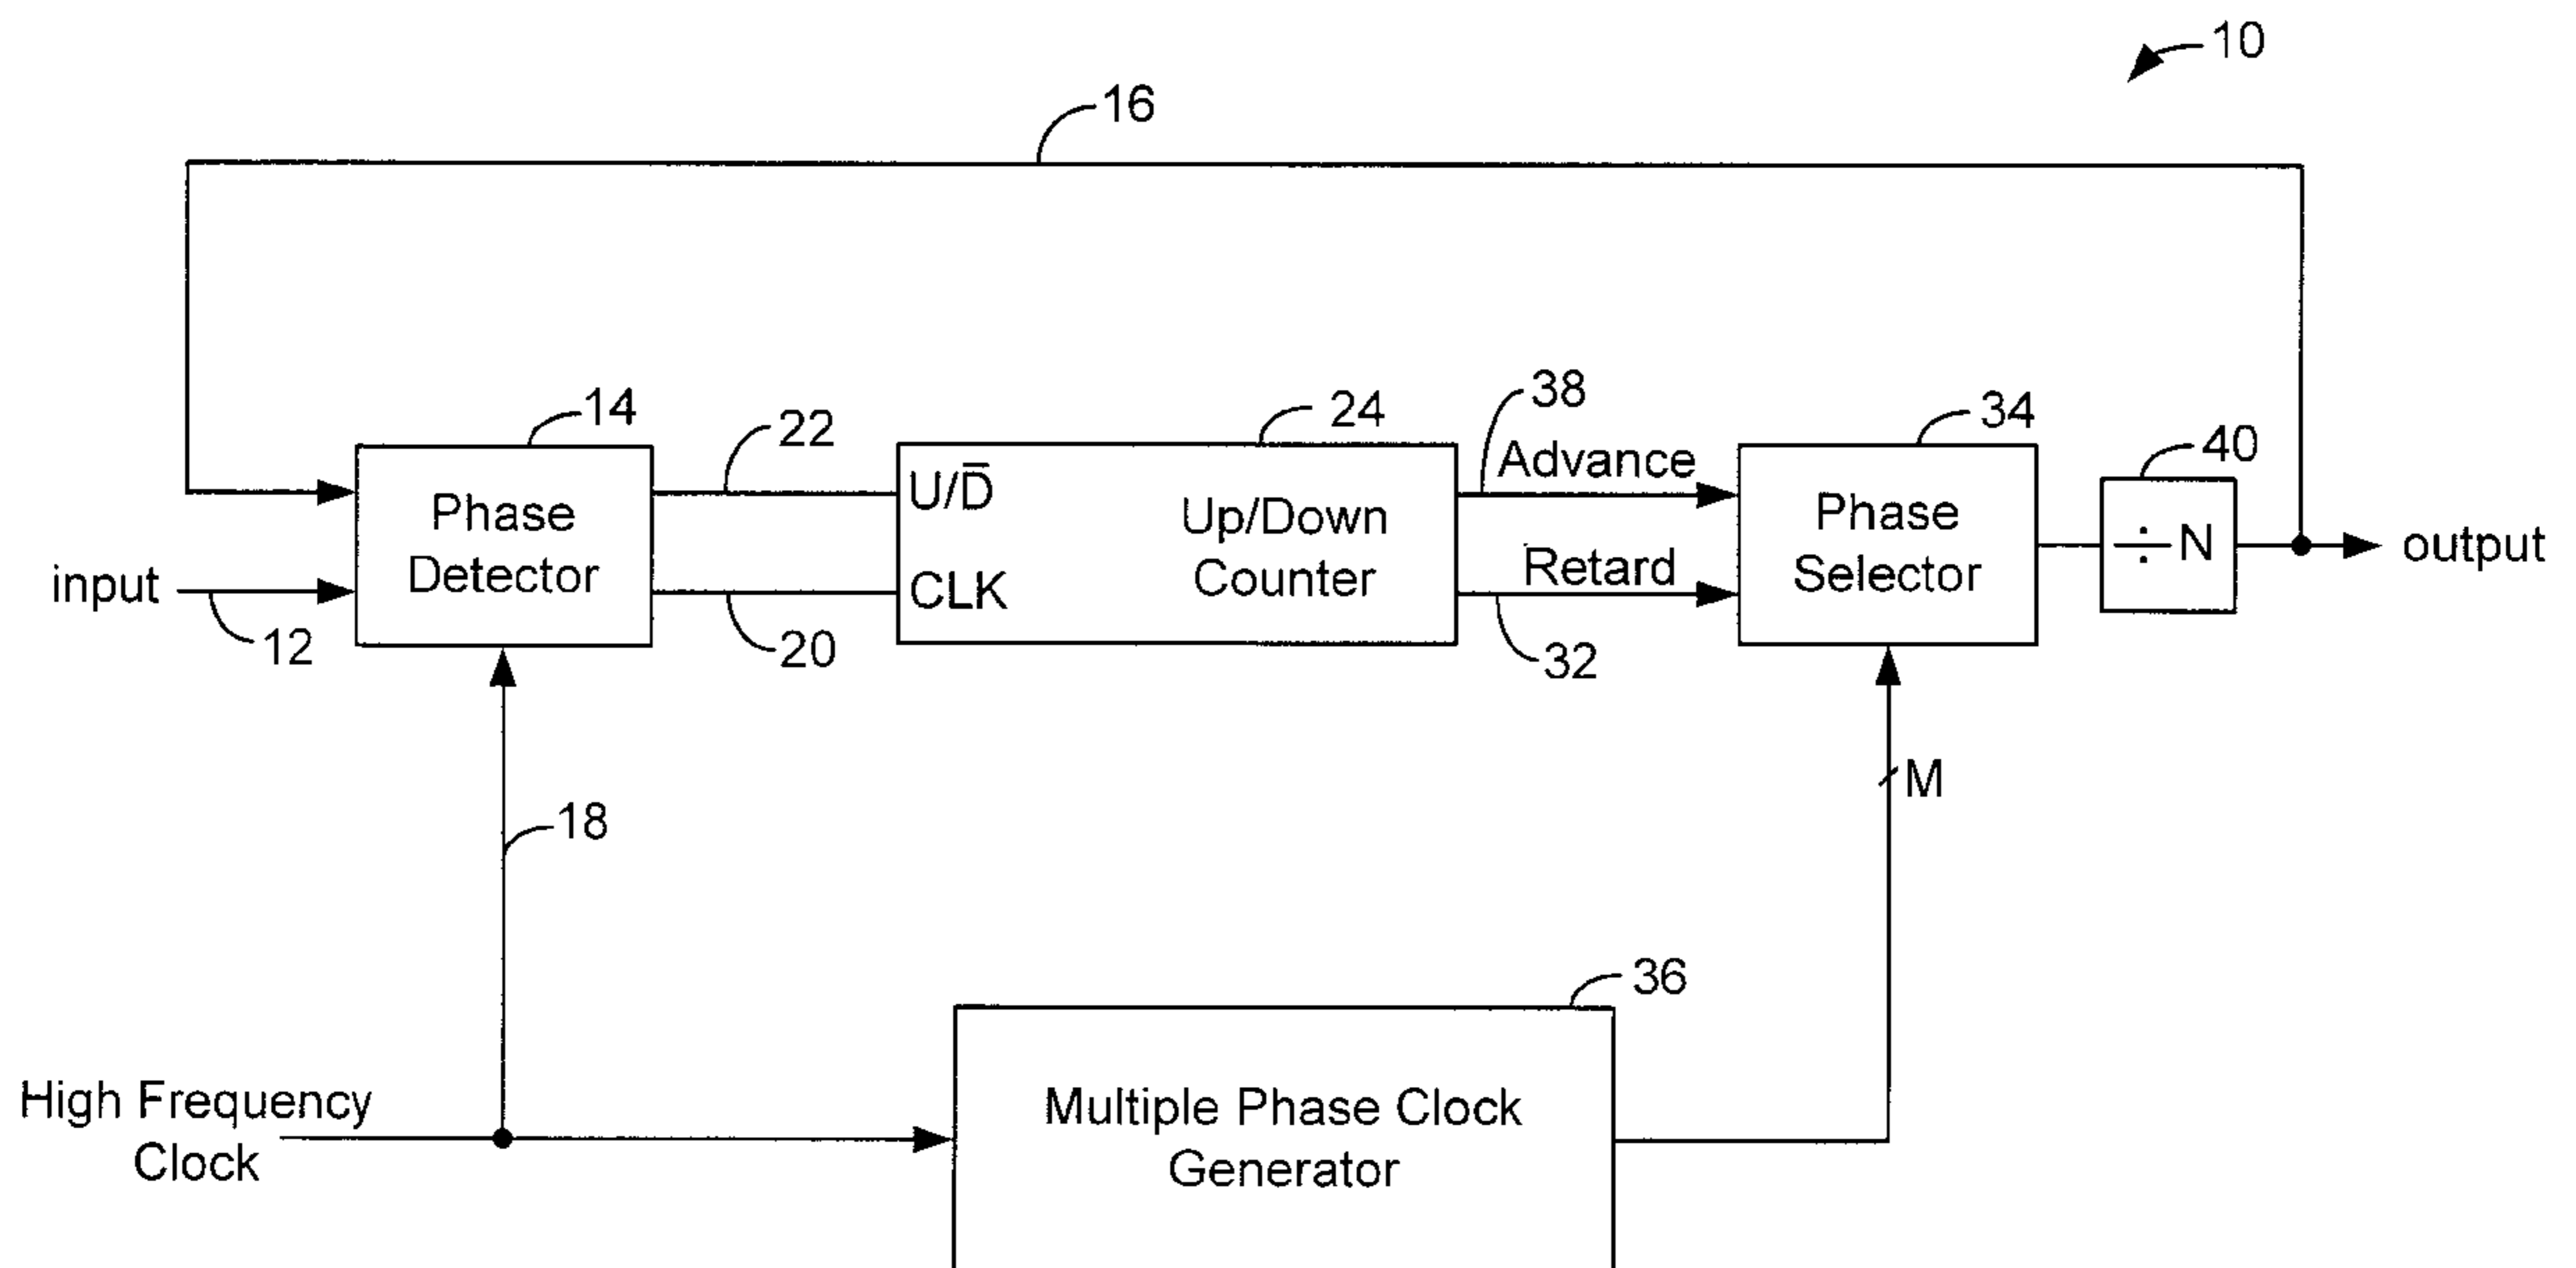 10
16
14
22
24
38
34
40
U/D̅
Advance
Phase
Detector
Up/Down
Counter
Phase
Selector
÷N
output
input
CLK
Retard
12
20
32
M
18
36
High Frequency
Clock
Multiple Phase Clock
Generator